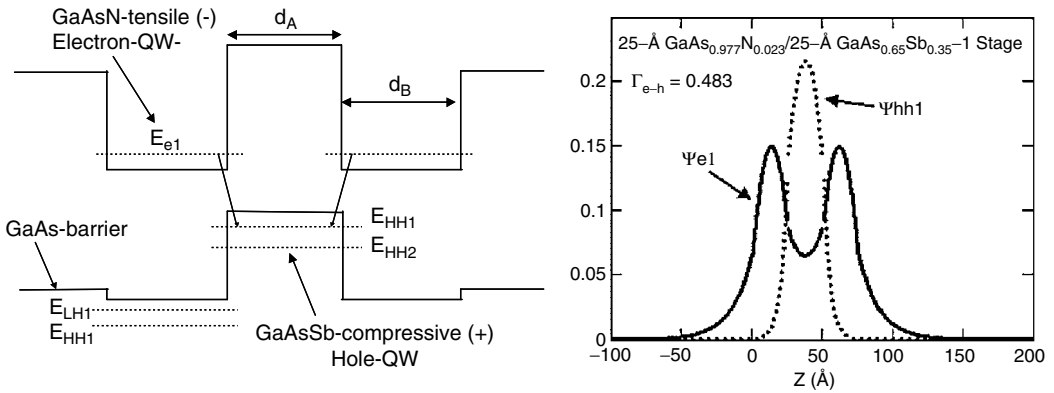 GaAsN-tensile (-)
Electron-QW-
d_A
d_B
E_e1
GaAs-barrier
E_HH1
E_HH2
E_LH1
E_HH1
GaAsSb-compressive (+)
Hole-QW
25–Å GaAs0.977N0.023/25–Å GaAs0.65Sb0.35–1 Stage
Γe–h = 0.483
Ψhh1
Ψe1
0.2
0.15
0.1
0.05
0
−100
−50
0
50
100
150
200
Z (Å)